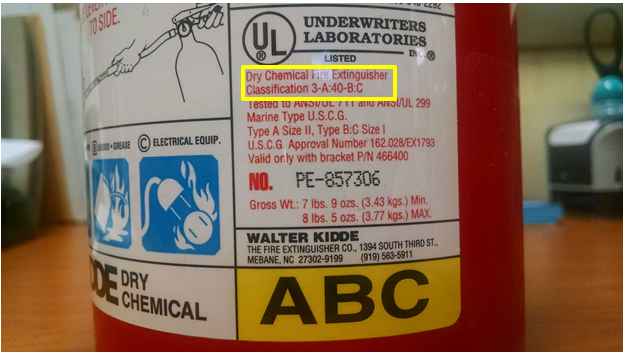 TO SIDE.
UL
®
UNDERWRITERS
LABORATORIES
INC.®
LISTED
Dry Chemical Fire Extinguisher
Classification 3-A:40-B:C
Tested to ANSI/UL 711 and ANSI/UL 299
Marine Type U.S.C.G.
Type A Size II, Type B:C Size I
U.S.C.G. Approval Number 162.028/EX1793
Valid only with bracket P/N 466400
NO. PE-857306
Gross Wt.: 7 lbs. 9 ozs. (3.43 kgs.) Min.
8 lbs. 5 ozs. (3.77 kgs.) MAX.
GREASE
C ELECTRICAL EQUIP.
WALTER KIDDE
THE FIRE EXTINGUISHER CO., 1394 SOUTH THIRD ST.,
MEBANE, NC 27302-9199 (919) 563-5911
DRY
CHEMICAL
ABC